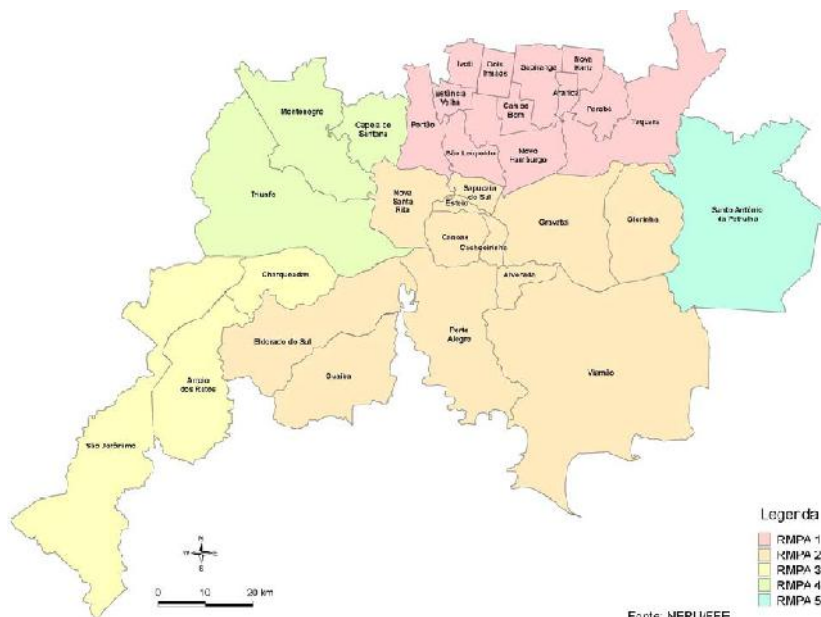 Ivoti
Dois
Irmãos
Sapiranga
Nova
Hartz
Estância
Velha
Araricá
Campo
Bom
Parobé
Taquara
Portão
São Leopoldo
Novo
Hamburgo
Montenegro
Capela de
Santana
Triunfo
Nova
Santa
Rita
Sapucaia
do Sul
Esteio
Canoas
Cachoeirinha
Gravataí
Glorinha
Santo Antônio
da Patrulha
Charqueadas
Alvorada
Eldorado do Sul
Porto
Alegre
Viamão
Guaíba
Arroio
dos Ratos
São Jerônimo
N
W
E
S
0 10 20 km
Legenda
RMPA 1
RMPA 2
RMPA 3
RMPA 4
RMPA 5
Fonte: NERU/FEE